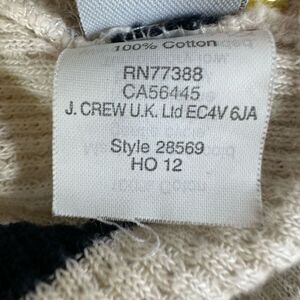 100% Cotton
RN77388
CA56445
J. CREW U.K. Ltd EC4V 6JA
Style 28569
HO 12